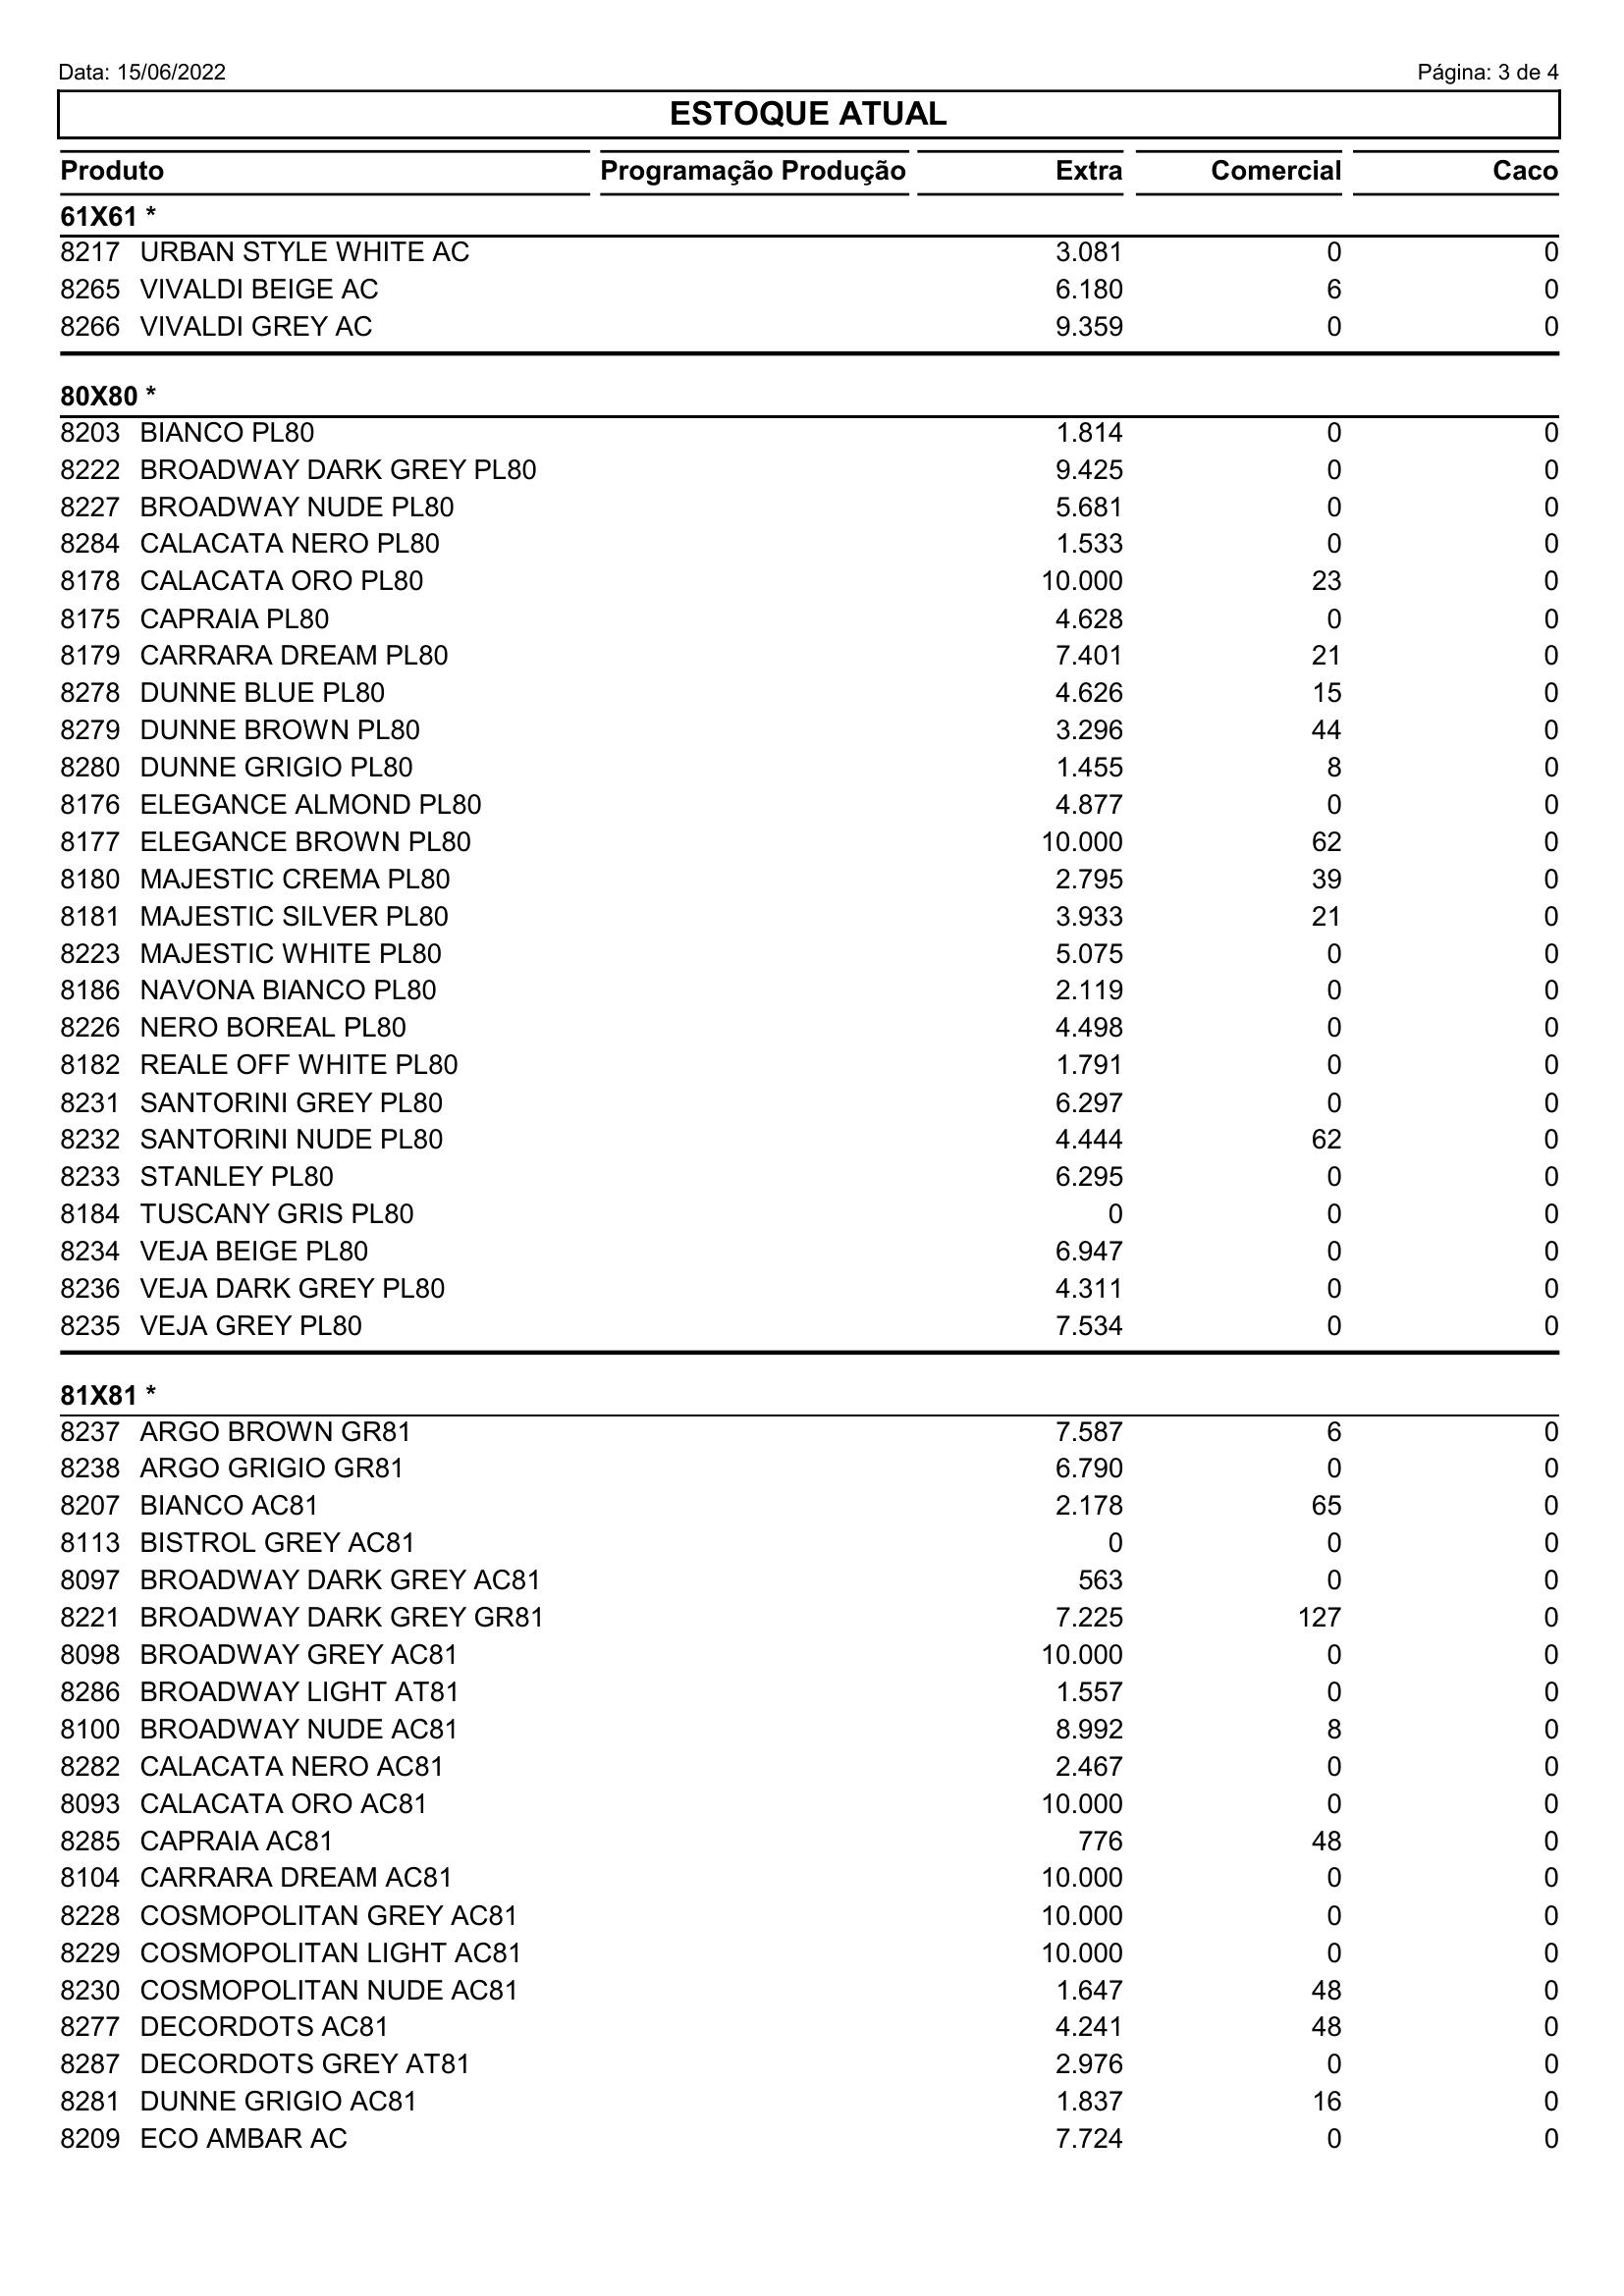 Data: 15/06/2022 Página: 3 de 4
ESTOQUE ATUAL
Produto Programação Produção Extra Comercial Caco
61X61 *
8217 URBAN STYLE WHITE AC 3.081 0 0
8265 VIVALDI BEIGE AC 6.180 6 0
8266 VIVALDI GREY AC 9.359 0 0
80X80 *
8203 BIANCO PL80 1.814 0 0
8222 BROADWAY DARK GREY PL80 9.425 0 0
8227 BROADWAY NUDE PL80 5.681 0 0
8284 CALACATA NERO PL80 1.533 0 0
8178 CALACATA ORO PL80 10.000 23 0
8175 CAPRAIA PL80 4.628 0 0
8179 CARRARA DREAM PL80 7.401 21 0
8278 DUNNE BLUE PL80 4.626 15 0
8279 DUNNE BROWN PL80 3.296 44 0
8280 DUNNE GRIGIO PL80 1.455 8 0
8176 ELEGANCE ALMOND PL80 4.877 0 0
8177 ELEGANCE BROWN PL80 10.000 62 0
8180 MAJESTIC CREMA PL80 2.795 39 0
8181 MAJESTIC SILVER PL80 3.933 21 0
8223 MAJESTIC WHITE PL80 5.075 0 0
8186 NAVONA BIANCO PL80 2.119 0 0
8226 NERO BOREAL PL80 4.498 0 0
8182 REALE OFF WHITE PL80 1.791 0 0
8231 SANTORINI GREY PL80 6.297 0 0
8232 SANTORINI NUDE PL80 4.444 62 0
8233 STANLEY PL80 6.295 0 0
8184 TUSCANY GRIS PL80 0 0 0
8234 VEJA BEIGE PL80 6.947 0 0
8236 VEJA DARK GREY PL80 4.311 0 0
8235 VEJA GREY PL80 7.534 0 0
81X81 *
8237 ARGO BROWN GR81 7.587 6 0
8238 ARGO GRIGIO GR81 6.790 0 0
8207 BIANCO AC81 2.178 65 0
8113 BISTROL GREY AC81 0 0 0
8097 BROADWAY DARK GREY AC81 563 0 0
8221 BROADWAY DARK GREY GR81 7.225 127 0
8098 BROADWAY GREY AC81 10.000 0 0
8286 BROADWAY LIGHT AT81 1.557 0 0
8100 BROADWAY NUDE AC81 8.992 8 0
8282 CALACATA NERO AC81 2.467 0 0
8093 CALACATA ORO AC81 10.000 0 0
8285 CAPRAIA AC81 776 48 0
8104 CARRARA DREAM AC81 10.000 0 0
8228 COSMOPOLITAN GREY AC81 10.000 0 0
8229 COSMOPOLITAN LIGHT AC81 10.000 0 0
8230 COSMOPOLITAN NUDE AC81 1.647 48 0
8277 DECORDOTS AC81 4.241 48 0
8287 DECORDOTS GREY AT81 2.976 0 0
8281 DUNNE GRIGIO AC81 1.837 16 0
8209 ECO AMBAR AC 7.724 0 0